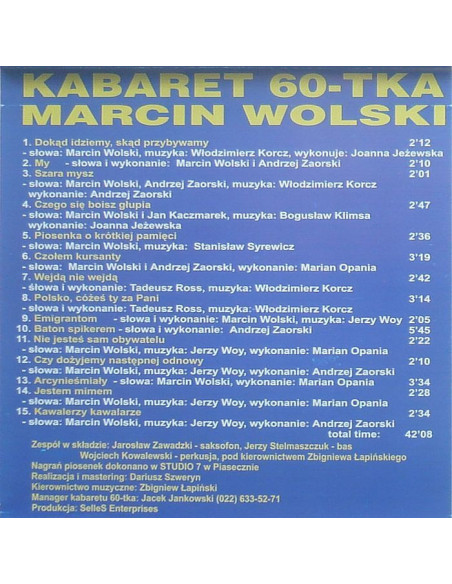 KABARET 60-TKA
MARCIN WOLSKI
1. Dokąd idziemy, skąd przybywamy 2'12
- słowa: Marcin Wolski, muzyka: Włodzimierz Korcz, wykonuje: Joanna Jeżewska
2. My - słowa i wykonanie: Marcin Wolski i Andrzej Zaorski 2'10
3. Szara mysz 2'01
- słowa: Marcin Wolski, Andrzej Zaorski, muzyka: Włodzimierz Korcz
wykonanie: Andrzej Zaorski
4. Czego się boisz głupia 2'47
- słowa: Marcin Wolski i Jan Kaczmarek, muzyka: Bogusław Klimsa
wykonanie: Joanna Jeżewska
5. Piosenka o krótkiej pamięci 2'36
- słowa: Marcin Wolski, muzyka: Stanisław Syrewicz
6. Czołem kursanty 3'19
- słowa: Marcin Wolski i Andrzej Zaorski, wykonanie: Marian Opania
7. Wejdą nie wejdą 2'42
- słowa i wykonanie: Tadeusz Ross, muzyka: Włodzimierz Korcz
8. Polsko, cóżeś ty za Pani 3'14
- słowa i wykonanie: Tadeusz Ross, muzyka: Włodzimierz Korcz
9. Emigrantom - słowa i wykonanie: Marcin Wolski, muzyka: Jerzy Woy 2'05
10. Baton spikerem - słowa i wykonanie: Andrzej Zaorski 5'45
11. Nie jesteś sam obywatelu 2'22
- słowa: Marcin Wolski, muzyka: Jerzy Woy, wykonanie: Marian Opania
12. Czy dożyjemy następnej odnowy 2'10
- słowa: Marcin Wolski, muzyka: Jerzy Woy, wykonanie: Andrzej Zaorski
13. Arcynieśmiały - słowa: Marcin Wolski, wykonanie: Marian Opania 3'34
14. Jestem mimem 2'28
- słowa: Marcin Wolski, muzyka: Jerzy Woy, wykonanie: Marian Opania
15. Kawalerzy kawalarze 2'34
- słowa: Marcin Wolski, muzyka: Jerzy Woy, wykonanie: Andrzej Zaorski
total time: 42'08
Zespół w składzie: Jarosław Zawadzki - saksofon, Jerzy Stelmaszczuk - bas
Wojciech Kowalewski - perkusja, pod kierownictwem Zbigniewa Łapińskiego
Nagrań piosenek dokonano w STUDIO 7 w Piasecznie
Realizacja i mastering: Dariusz Szweryn
Kierownictwo muzyczne: Zbigniew Łapiński
Manager kabaretu 60-tka: Jacek Jankowski (022) 633-52-71
Produkcja: SelleS Enterprises